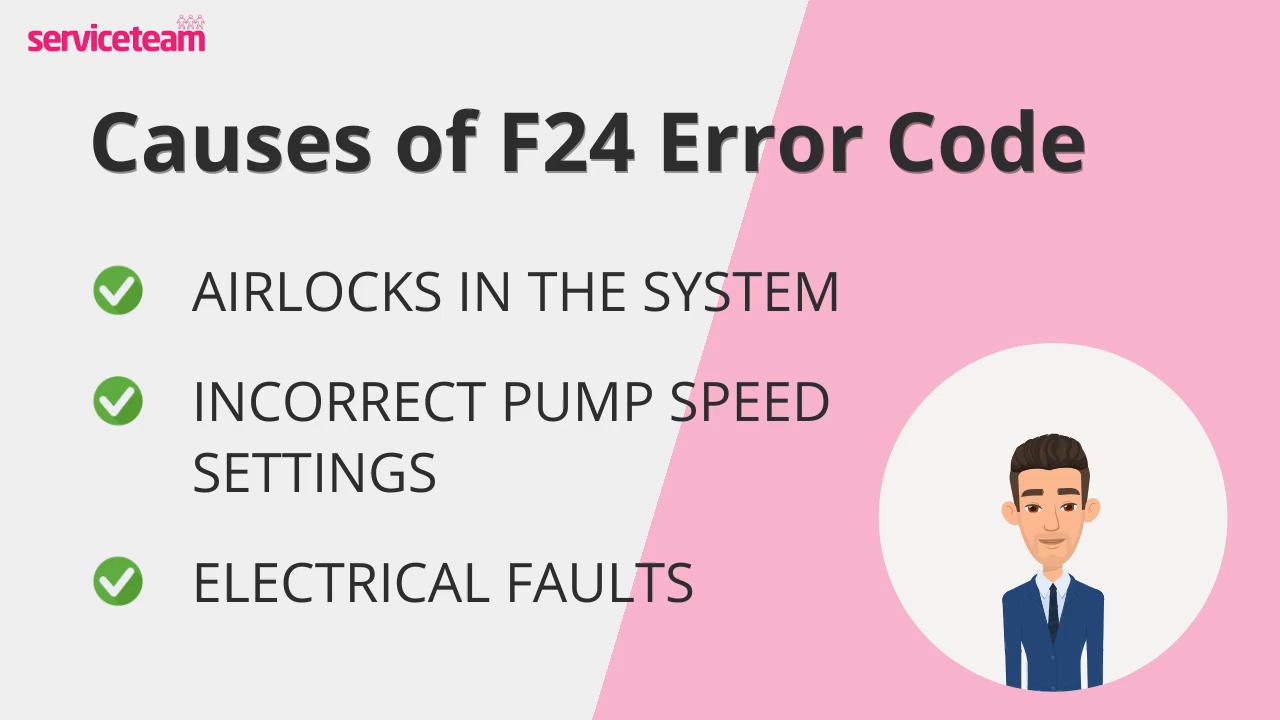 serviceteam
Causes of F24 Error Code
AIRLOCKS IN THE SYSTEM
INCORRECT PUMP SPEED
SETTINGS
ELECTRICAL FAULTS